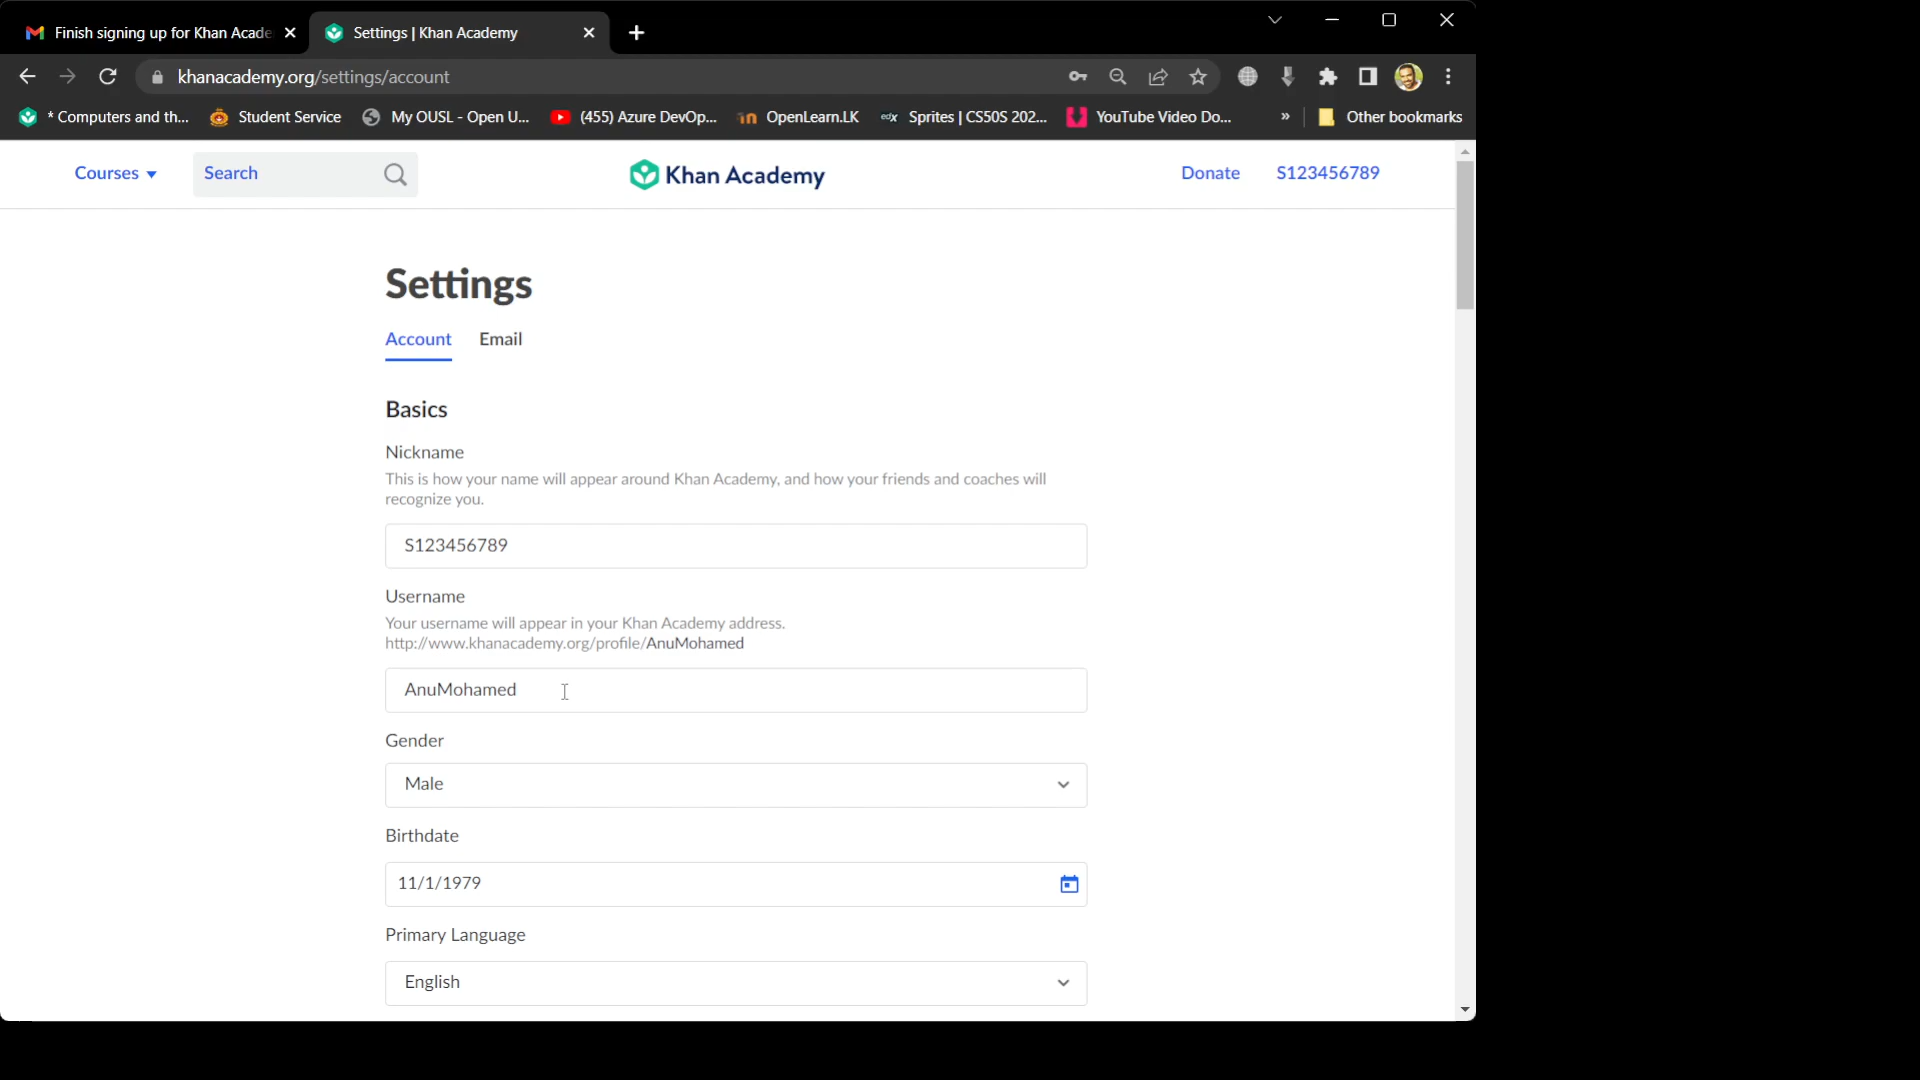 Finish signing up for Khan Acade
Settings | Khan Academy
khanacademy.org/settings/account
* Computers and th...
Student Service
My OUSL - Open U...
(455) Azure DevOp...
OpenLearn.LK
edX
Sprites | CS50S 202...
YouTube Video Do...
»
Other bookmarks
Courses
Search
Khan Academy
Donate
S123456789
Settings
Account
Email
Basics
Nickname
This is how your name will appear around Khan Academy, and how your friends and coaches will
recognize you.
S123456789
Username
Your username will appear in your Khan Academy address.
http://www.khanacademy.org/profile/AnuMohamed
AnuMohamed
Gender
Male
Birthdate
11/1/1979
Primary Language
English